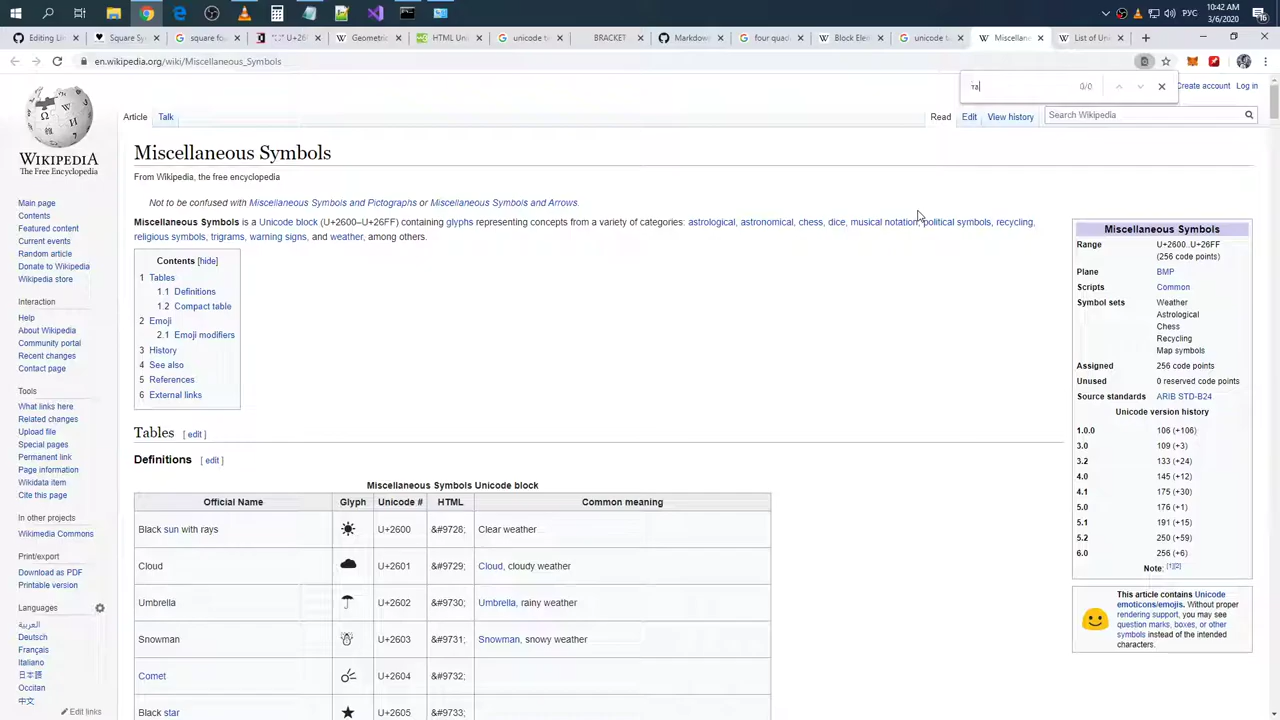 10:42 AM
РУС
3/6/2020
16
Editing Li
Square Sy
square fo
U+26
Geometric
HTML Uni
unicode t
BRACKET
Markdow
four quad
Block Ele
unicode t
Miscellane
List of Un
en.wikipedia.org/wiki/Miscellaneous_Symbols
та
0/0
Create account
Log in
Article
Talk
Read
Edit
View history
Search Wikipedia
WIKIPEDIA
The Free Encyclopedia
Miscellaneous Symbols
From Wikipedia, the free encyclopedia
Not to be confused with Miscellaneous Symbols and Pictographs or Miscellaneous Symbols and Arrows.
Miscellaneous Symbols is a Unicode block (U+2600–U+26FF) containing glyphs representing concepts from a variety of categories: astrological, astronomical, chess, dice, musical notation, political symbols, recycling,
religious symbols, trigrams, warning signs, and weather, among others.
Main page
Contents
Featured content
Current events
Random article
Donate to Wikipedia
Wikipedia store
Interaction
Help
About Wikipedia
Community portal
Recent changes
Contact page
Tools
What links here
Related changes
Upload file
Special pages
Permanent link
Page information
Wikidata item
Cite this page
In other projects
Wikimedia Commons
Print/export
Download as PDF
Printable version
Languages
العربية
Deutsch
Français
Italiano
日本語
Occitan
中文
Edit links
Contents [hide]
1 Tables
1.1 Definitions
1.2 Compact table
2 Emoji
2.1 Emoji modifiers
3 History
4 See also
5 References
6 External links
Tables [ edit ]
Definitions [ edit ]
Miscellaneous Symbols Unicode block
Official Name Glyph Unicode # HTML Common meaning
Black sun with rays ☀ U+2600 &#9728; Clear weather
Cloud ☁ U+2601 &#9729; Cloud, cloudy weather
Umbrella ☂ U+2602 &#9730; Umbrella, rainy weather
Snowman ☃ U+2603 &#9731; Snowman, snowy weather
Comet ☄ U+2604 &#9732;
Black star ★ U+2605 &#9733;
Miscellaneous Symbols
Range U+2600..U+26FF
(256 code points)
Plane BMP
Scripts Common
Symbol sets Weather
Astrological
Chess
Recycling
Map symbols
Assigned 256 code points
Unused 0 reserved code points
Source standards ARIB STD-B24
Unicode version history
1.0.0 106 (+106)
3.0 109 (+3)
3.2 133 (+24)
4.0 145 (+12)
4.1 175 (+30)
5.0 176 (+1)
5.1 191 (+15)
5.2 250 (+59)
6.0 256 (+6)
Note: [1][2]
This article contains Unicode
emoticons/emojis. Without proper
rendering support, you may see
question marks, boxes, or other
symbols instead of the intended
characters.